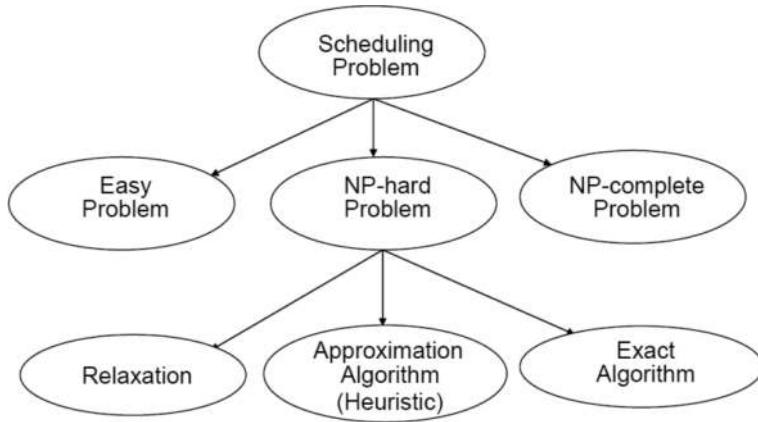 Scheduling
Problem
Easy
Problem
NP-hard
Problem
NP-complete
Problem
Relaxation
Approximation
Algorithm
(Heuristic)
Exact
Algorithm